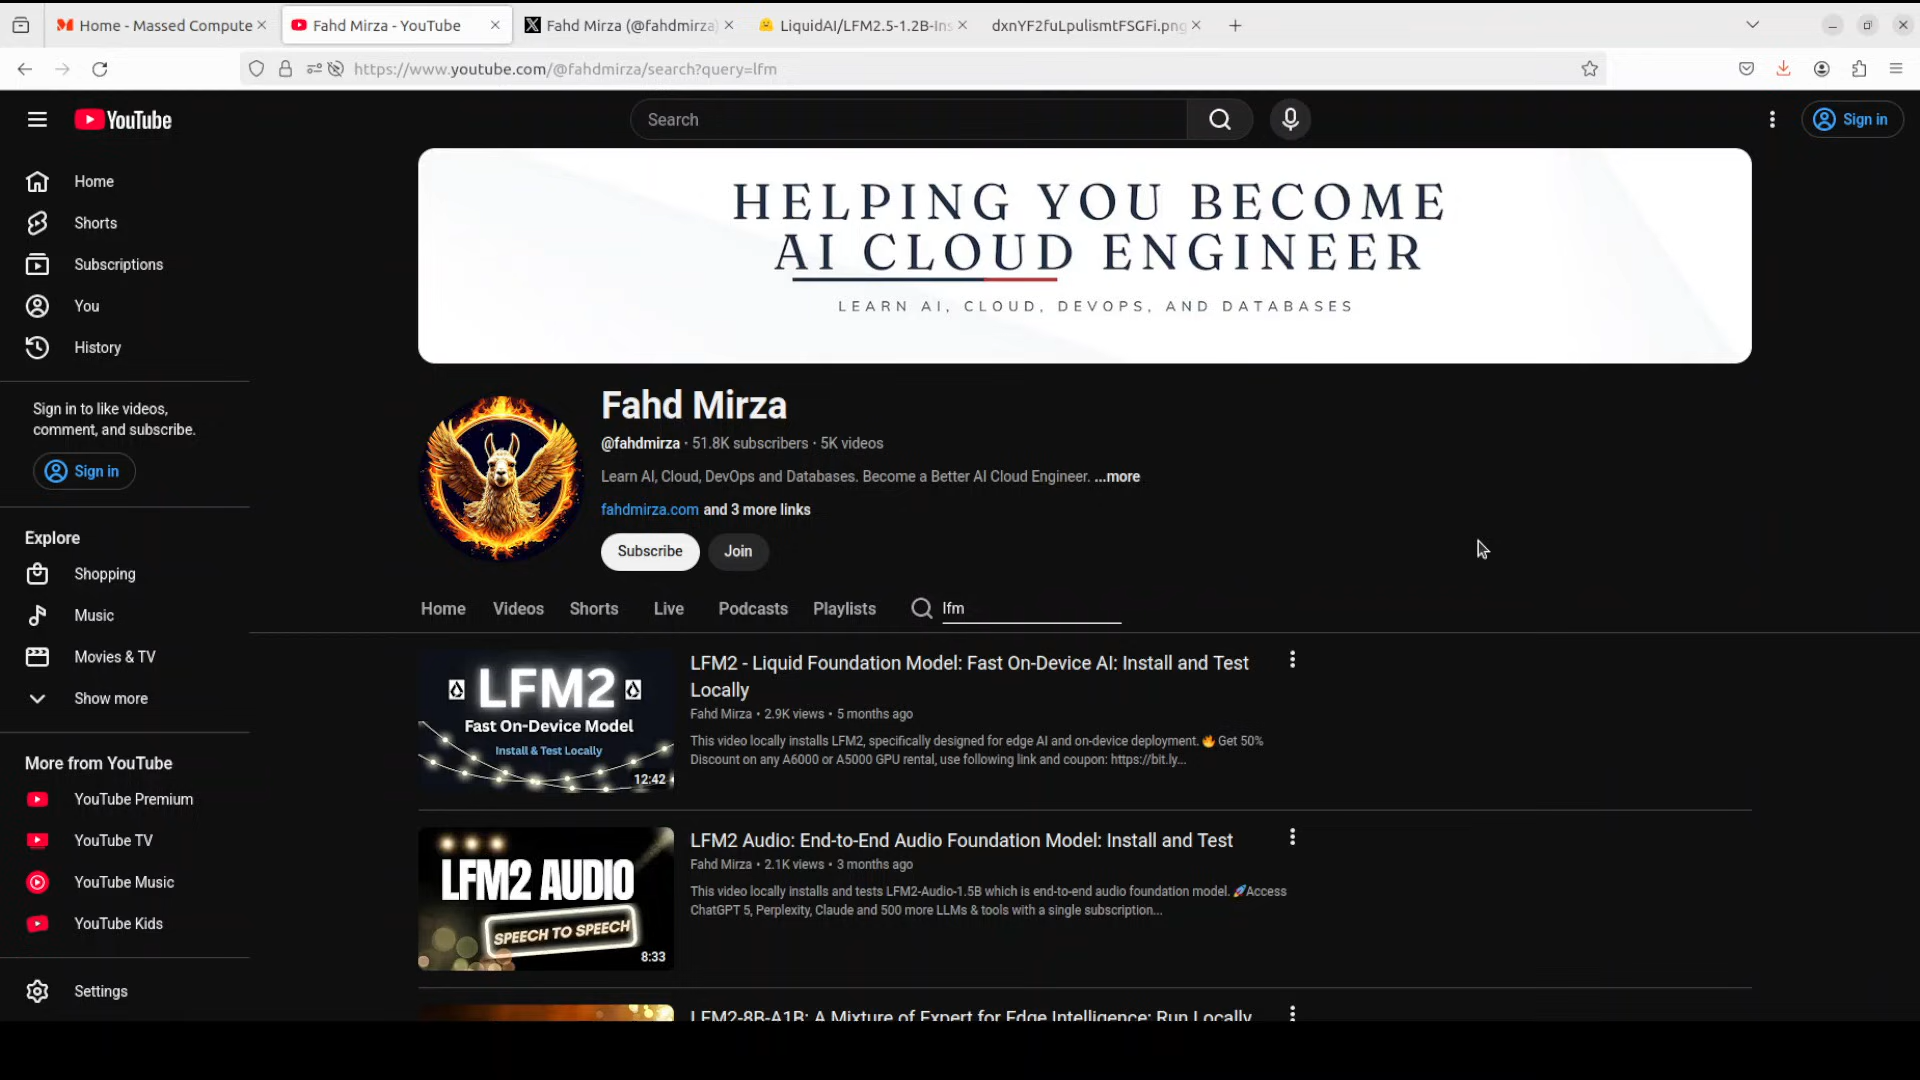 Home - Massed Compute
Fahd Mirza - YouTube
Fahd Mirza (@fahdmirza)
LiquidAI/LFM2.5-1.2B-Ins
dxnYF2fuLpulismtFSGFi.png
https://www.youtube.com/@fahdmirza/search?query=lfm
YouTube
Search
Sign in
Home
Shorts
Subscriptions
You
History
Sign in to like videos,
comment, and subscribe.
Sign in
Explore
Shopping
Music
Movies & TV
Show more
More from YouTube
YouTube Premium
YouTube TV
YouTube Music
YouTube Kids
Settings
HELPING YOU BECOME
AI CLOUD ENGINEER
LEARN AI, CLOUD, DEVOPS, AND DATABASES
Fahd Mirza
@fahdmirza • 51.8K subscribers • 5K videos
Learn AI, Cloud, DevOps and Databases. Become a Better AI Cloud Engineer. ...more
fahdmirza.com and 3 more links
Subscribe
Join
Home Videos Shorts Live Podcasts Playlists lfm
LFM2
Fast On-Device Model
Install & Test Locally
12:42
LFM2 - Liquid Foundation Model: Fast On-Device AI: Install and Test
Locally
Fahd Mirza • 2.9K views • 5 months ago
This video locally installs LFM2, specifically designed for edge AI and on-device deployment. 🔥 Get 50%
Discount on any A6000 or A5000 GPU rental, use following link and coupon: https://bit.ly...
LFM2 AUDIO
SPEECH TO SPEECH
8:33
LFM2 Audio: End-to-End Audio Foundation Model: Install and Test
Fahd Mirza • 2.1K views • 3 months ago
This video locally installs and tests LFM2-Audio-1.5B which is end-to-end audio foundation model. 🚀Access
ChatGPT 5, Perplexity, Claude and 500 more LLMs & tools with a single subscription...
LFM2-8B-A1B: A Mixture of Expert for Edge Intelligence: Run Locally